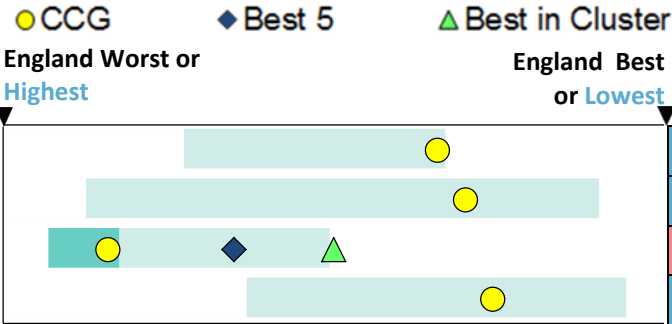 CCG Best 5 Best in Cluster
England Worst or England Best
Highest or Lowest